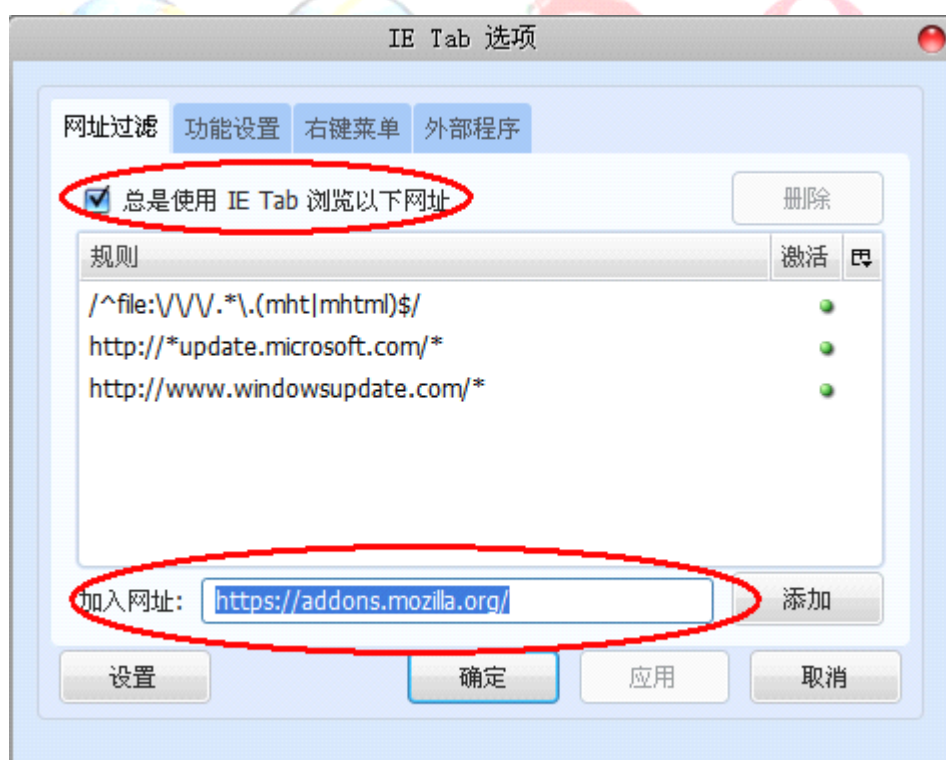 IE Tab 选项
网址过滤 功能设置 右键菜单 外部程序
总是使用 IE Tab 浏览以下网址 删除
规则 激活
/^file:\/\/\/.*\.(mht|mhtml)$/
http://*update.microsoft.com/*
http://www.windowsupdate.com/*
加入网址: https://addons.mozilla.org/ 添加
设置 确定 应用 取消